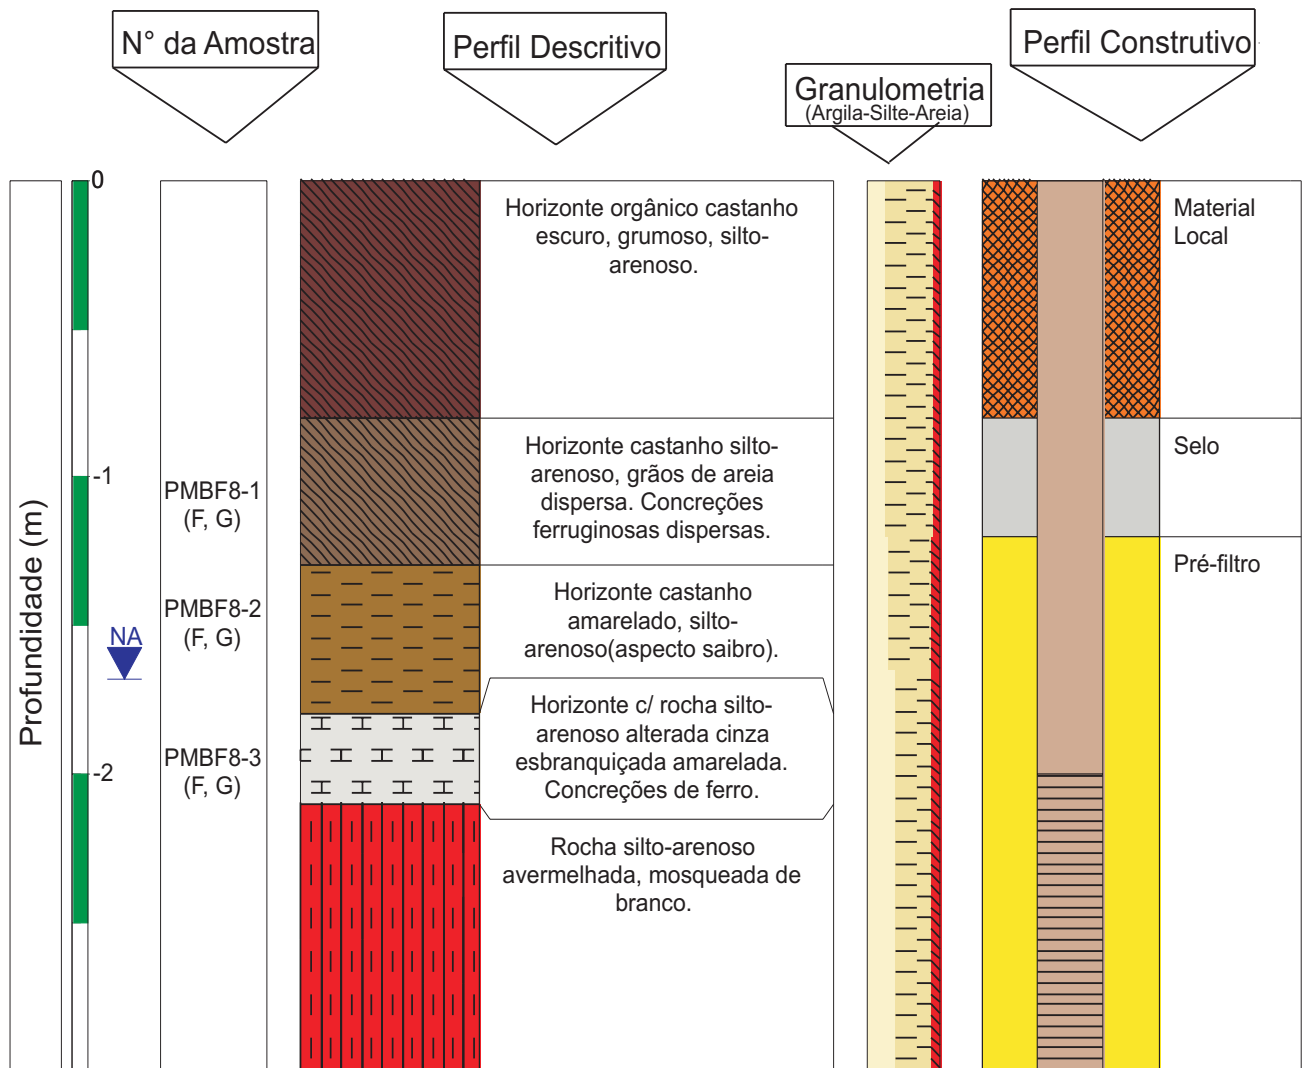 N° da Amostra
Perfil Descritivo
Granulometria
(Argila-Silte-Areia)
Perfil Construtivo
Profundidade (m)
0
-1
-2
NA
PMBF8-1
(F, G)
PMBF8-2
(F, G)
PMBF8-3
(F, G)
Horizonte orgânico castanho
escuro, grumoso, silto-
arenoso.
Horizonte castanho silto-
arenoso, grãos de areia
dispersa. Concreções
ferruginosas dispersas.
Horizonte castanho
amarelado, silto-
arenoso(aspecto saibro).
Horizonte c/ rocha silto-
arenoso alterada cinza
esbranquiçada amarelada.
Concreções de ferro.
Rocha silto-arenoso
avermelhada, mosqueada de
branco.
Material
Local
Selo
Pré-filtro